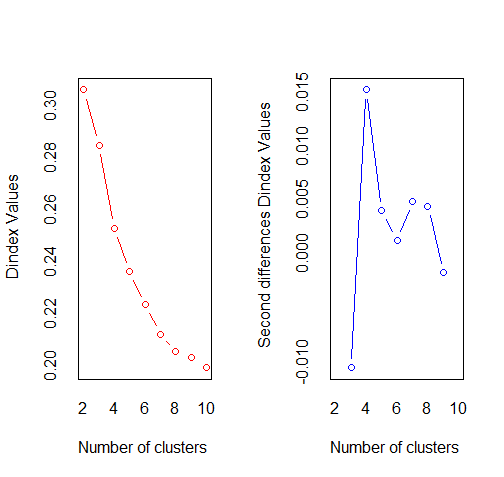 Dindex Values
0.20 0.22 0.24 0.26 0.28 0.30
2 4 6 8 10
Number of clusters
Second differences Dindex Values
-0.010 0.000 0.005 0.010 0.015
2 4 6 8 10
Number of clusters